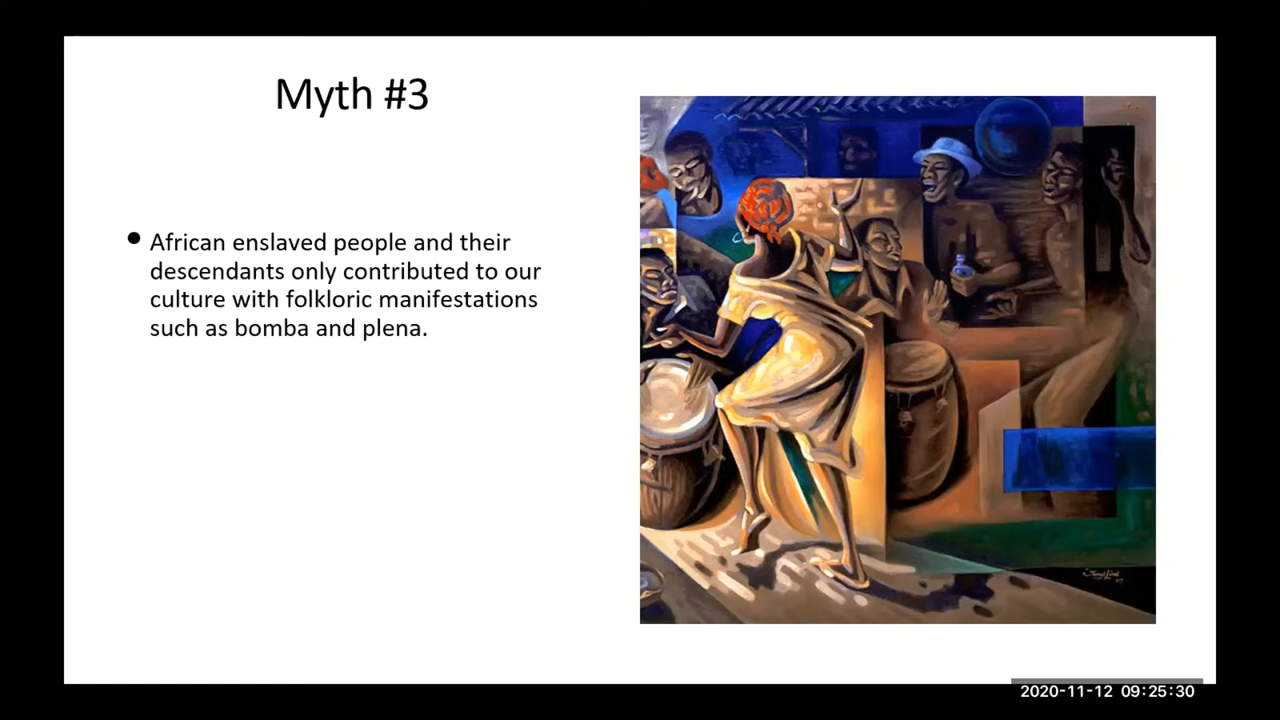 Myth #3
• African enslaved people and their
descendants only contributed to our
culture with folkloric manifestations
such as bomba and plena.
2020-11-12 09:25:30